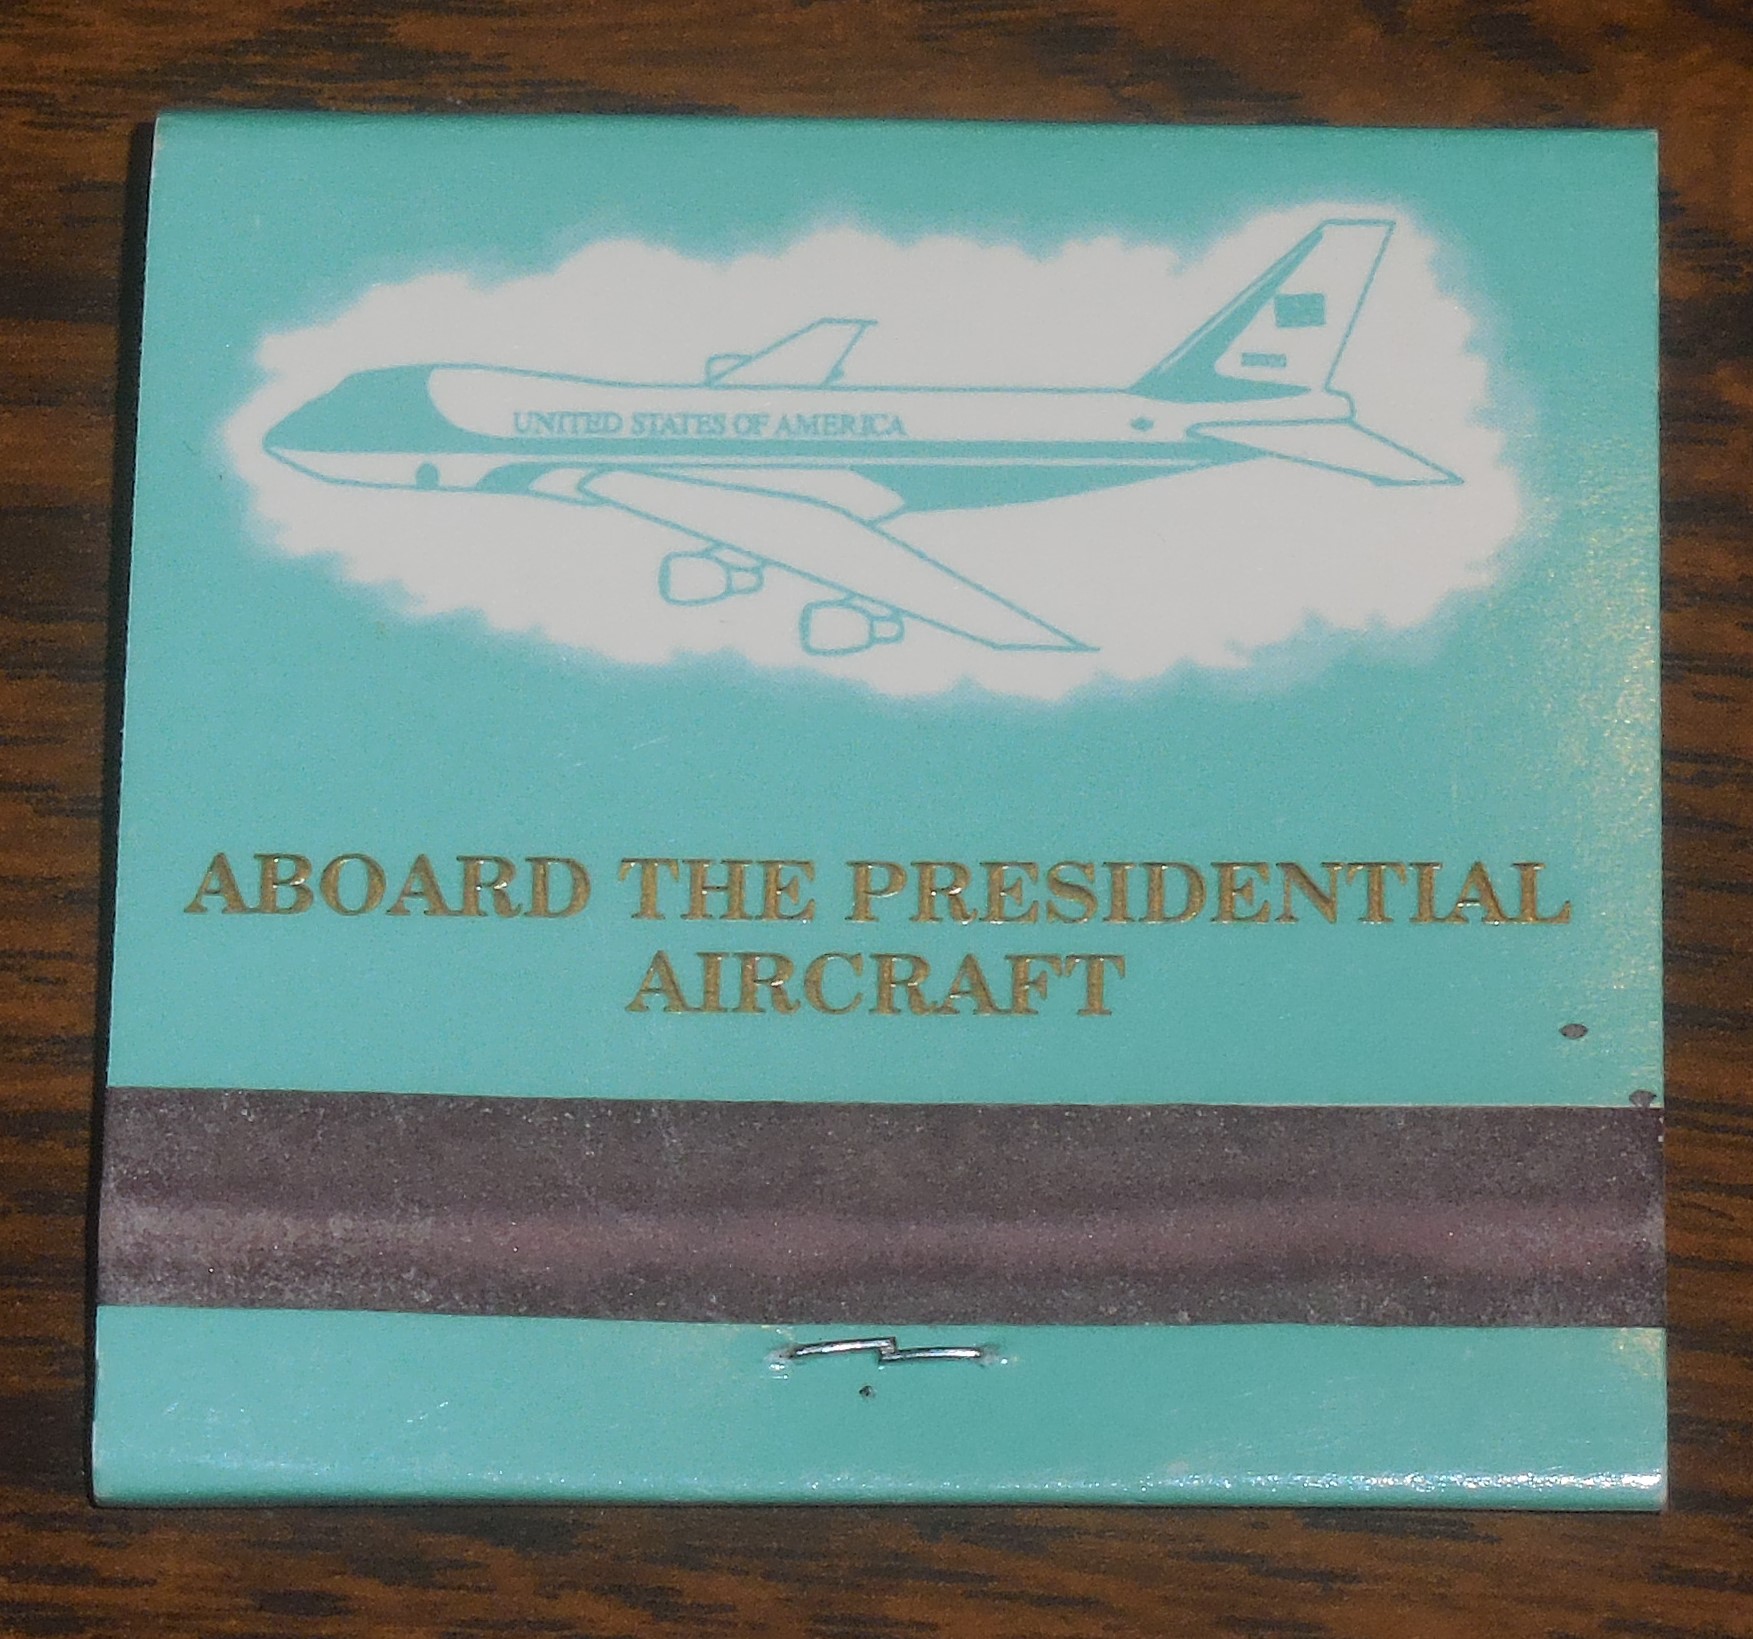 UNITED STATES OF AMERICA
ABOARD THE PRESIDENTIAL
AIRCRAFT